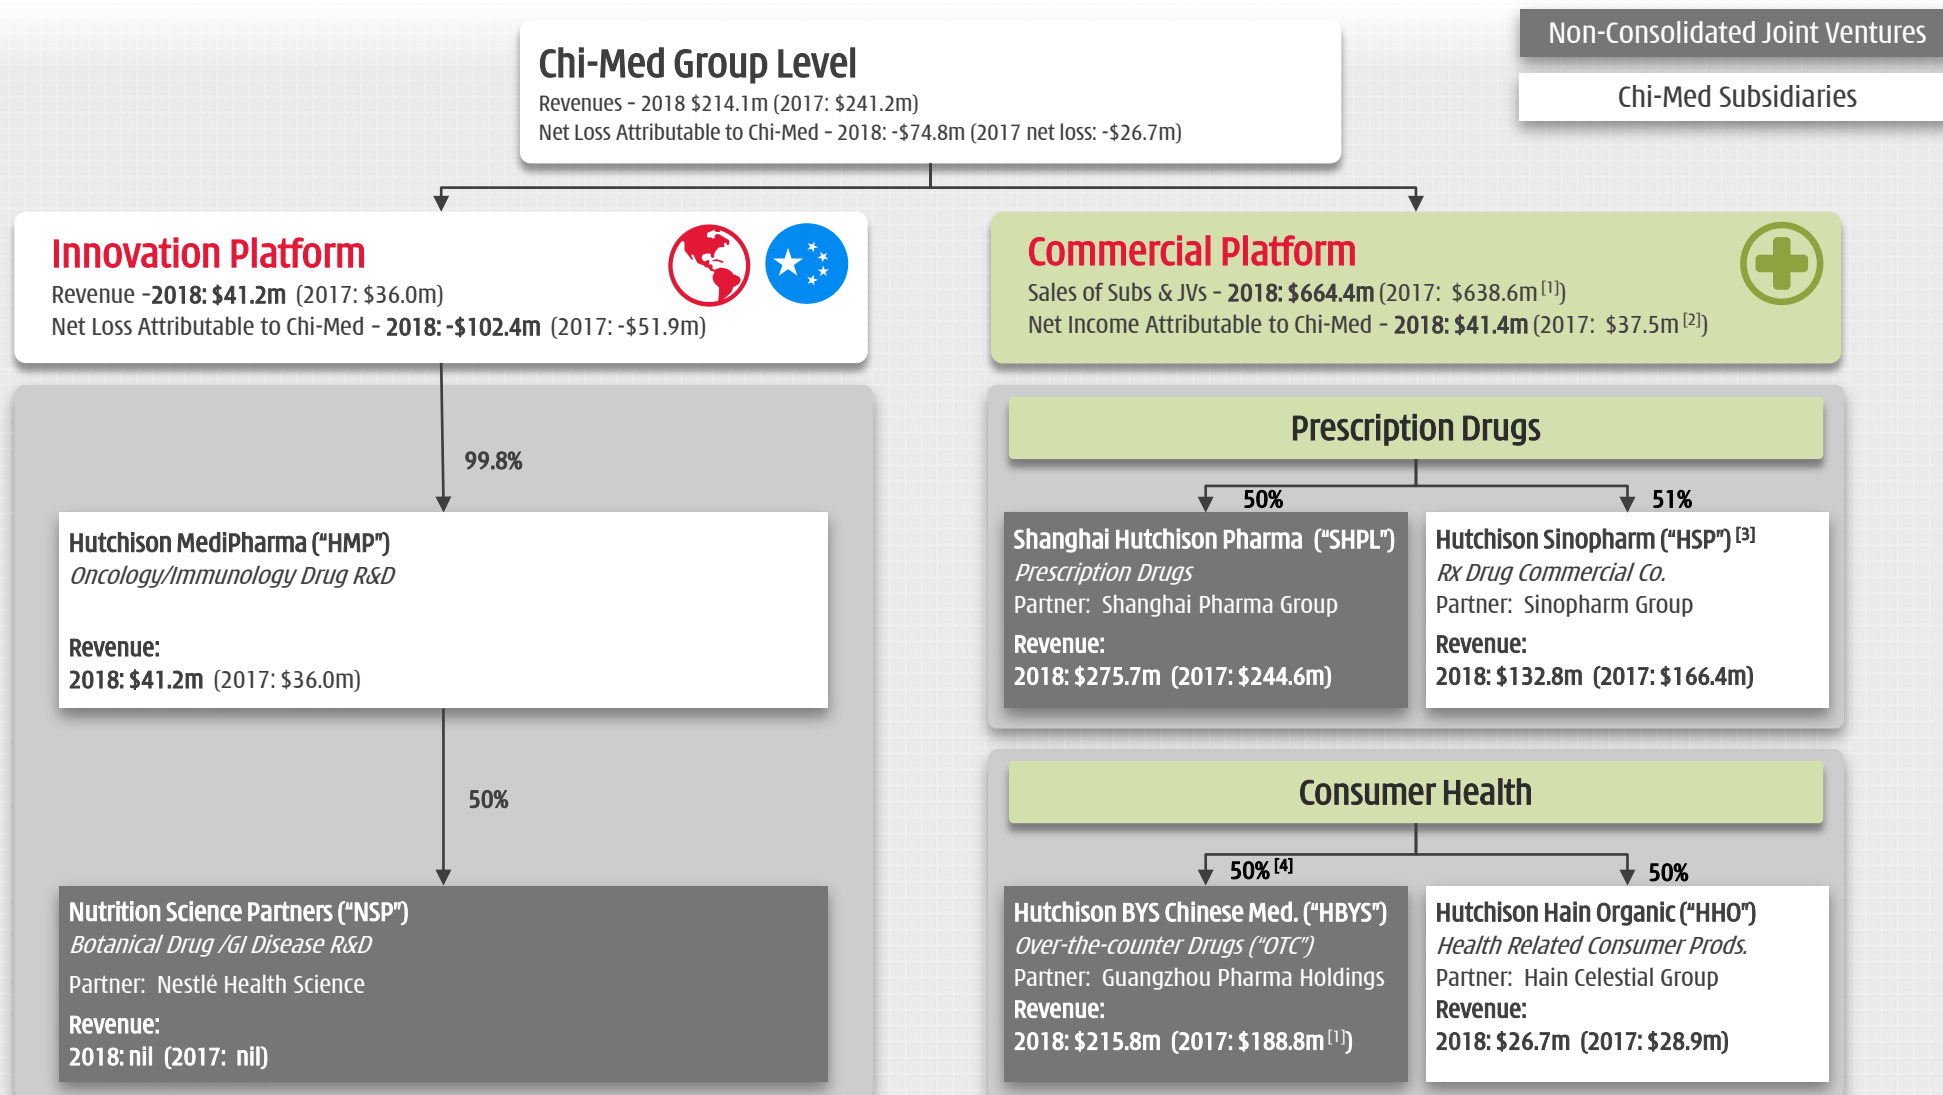 Non-Consolidated Joint Ventures
Chi-Med Subsidiaries
Chi-Med Group Level
Revenues – 2018 $214.1m (2017: $241.2m)
Net Loss Attributable to Chi-Med – 2018: -$74.8m (2017 net loss: -$26.7m)
Innovation Platform
Revenue –2018: $41.2m (2017: $36.0m)
Net Loss Attributable to Chi-Med – 2018: -$102.4m (2017: -$51.9m)
99.8%
Hutchison MediPharma (“HMP”)
Oncology/Immunology Drug R&D
Revenue:
2018: $41.2m (2017: $36.0m)
50%
Nutrition Science Partners (“NSP”)
Botanical Drug /GI Disease R&D
Partner: Nestlé Health Science
Revenue:
2018: nil (2017: nil)
Commercial Platform
Sales of Subs & JVs – 2018: $664.4m (2017: $638.6m [1])
Net Income Attributable to Chi-Med – 2018: $41.4m (2017: $37.5m [2])
Prescription Drugs
50%
Shanghai Hutchison Pharma (“SHPL”)
Prescription Drugs
Partner: Shanghai Pharma Group
Revenue:
2018: $275.7m (2017: $244.6m)
51%
Hutchison Sinopharm (“HSP”) [3]
Rx Drug Commercial Co.
Partner: Sinopharm Group
Revenue:
2018: $132.8m (2017: $166.4m)
Consumer Health
50% [4]
Hutchison BYS Chinese Med. (“HBYS”)
Over-the-counter Drugs (“OTC”)
Partner: Guangzhou Pharma Holdings
Revenue:
2018: $215.8m (2017: $188.8m [1])
50%
Hutchison Hain Organic (“HHO”)
Health Related Consumer Prods.
Partner: Hain Celestial Group
Revenue:
2018: $26.7m (2017: $28.9m)